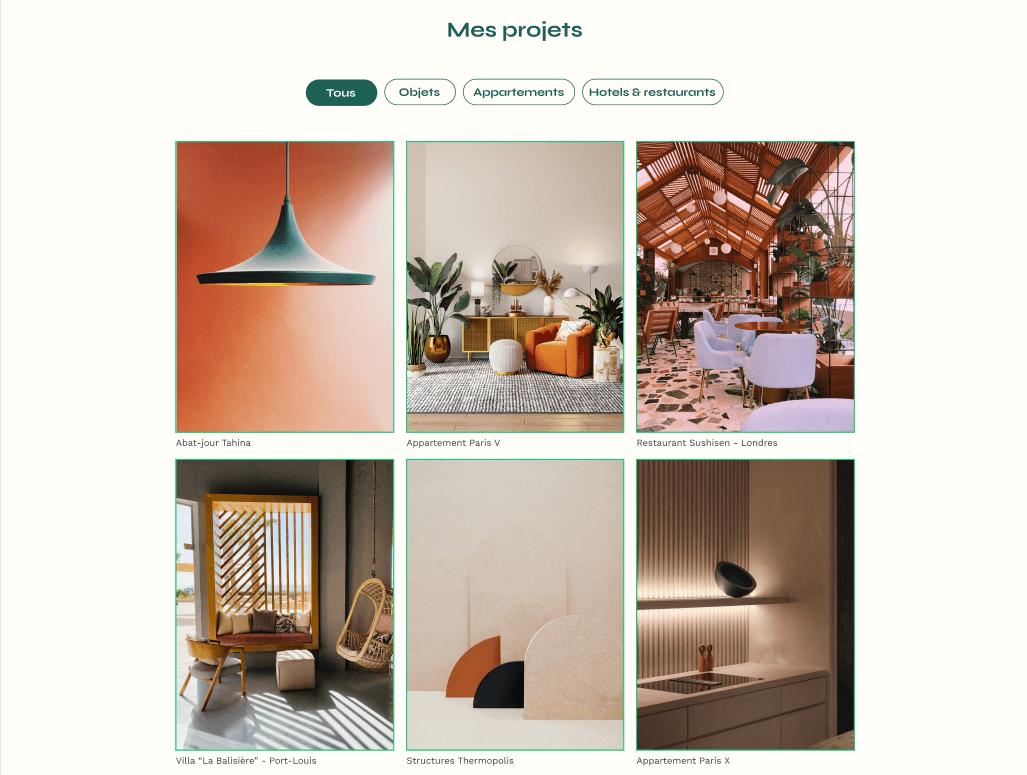 Mes projets
Tous
Objets
Appartements
Hotels & restaurants
Abat-jour Tahina
Appartement Paris V
Restaurant Sushisen - Londres
Villa "La Balisière" - Port-Louis
Structures Thermopolis
Appartement Paris X